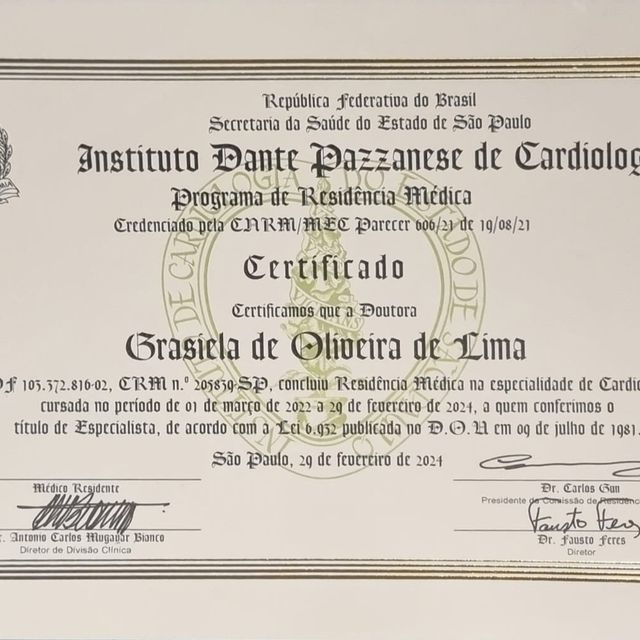 República Federativa do Brasil
Secretaria da Saúde do Estado de São Paulo
Instituto Dante Pazzanese de Cardiolog
Programa de Residência Médica
Credenciado pela CNRM/MEC Parecer 606/21 de 19/08/21
Certificado
Certificamos que a Doutora
Grasiela de Oliveira de Lima
PF 103.372.816-02, CRM n.º 205839-SP, concluiu Residência Médica na especialidade de Cardio
cursada no período de 01 de março de 2022 a 29 de fevereiro de 2024, a quem conferimos o
título de Especialista, de acordo com a Lei 6.932 publicada no D.O.U em 09 de julho de 1981.
São Paulo, 29 de fevereiro de 2024
Médico Residente
Dr. Carlos Gun
Presidente da Comissão de Residênc
Fausto Feres
r. Antonio Carlos Mugayar Bianco
Diretor de Divisão Clínica
Dr. Fausto Feres
Diretor